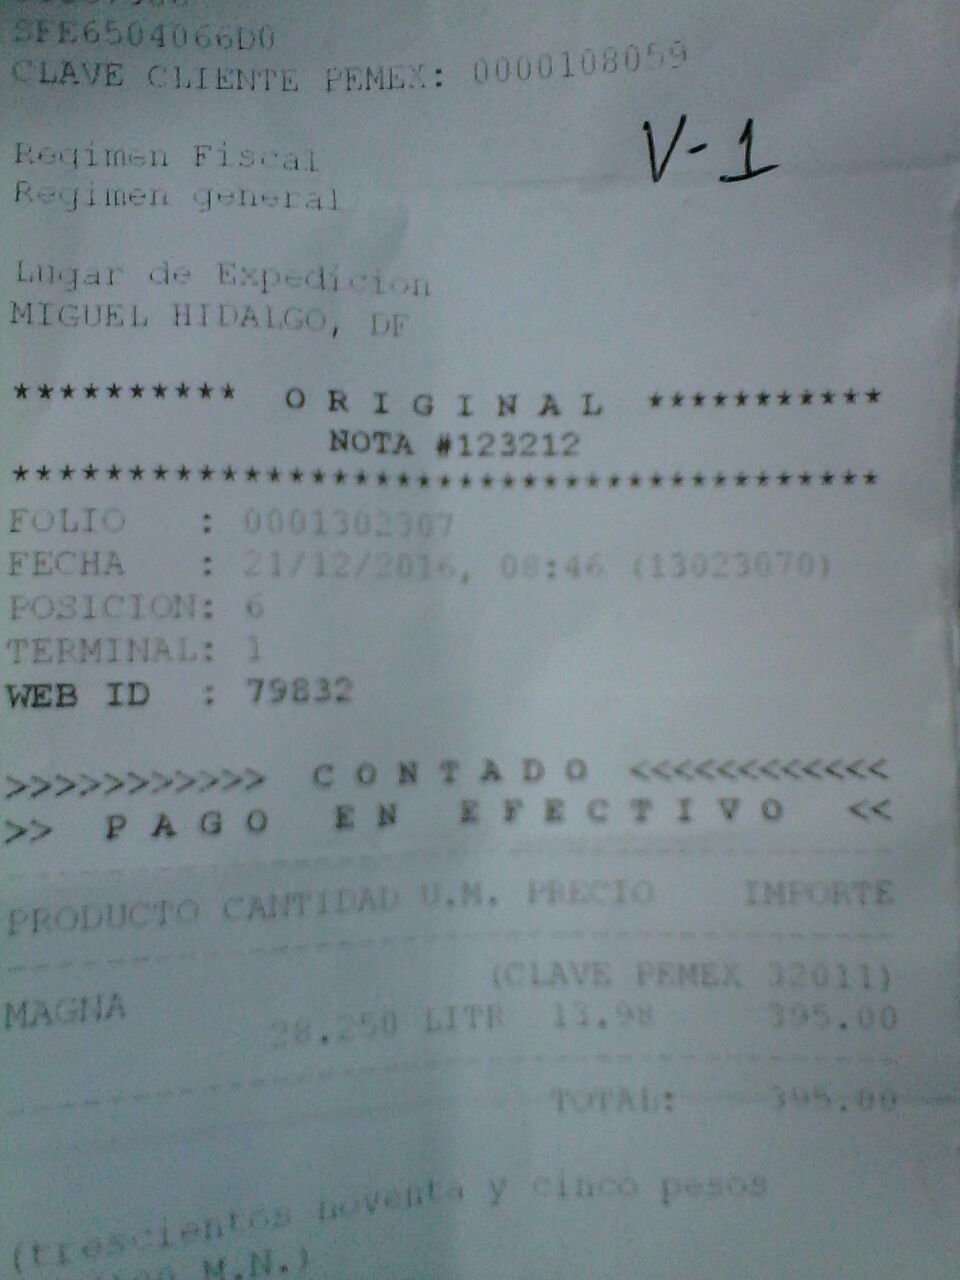 SFE6504066D0
CLAVE CLIENTE PEMEX: 0000108059
V-1
Regimen Fiscal
Regimen general
Lugar de Expedicion
MIGUEL HIDALGO, DF
********** O R I G I N A L ***********
NOTA #123212
****************************************
FOLIO : 0001302307
FECHA : 21/12/2016, 08:46 (13023070)
POSICION: 6
TERMINAL: 1
WEB ID : 79832
>>>>>>>>>>> C O N T A D O <<<<<<<<<<<<
>> P A G O E N E F E C T I V O <<
PRODUCTO CANTIDAD U.M. PRECIO IMPORTE
(CLAVE PEMEX 32011)
MAGNA
28.250 LITR 13.98 395.00
TOTAL: 395.00
(trescientos noventa y cinco pesos
M.N.)